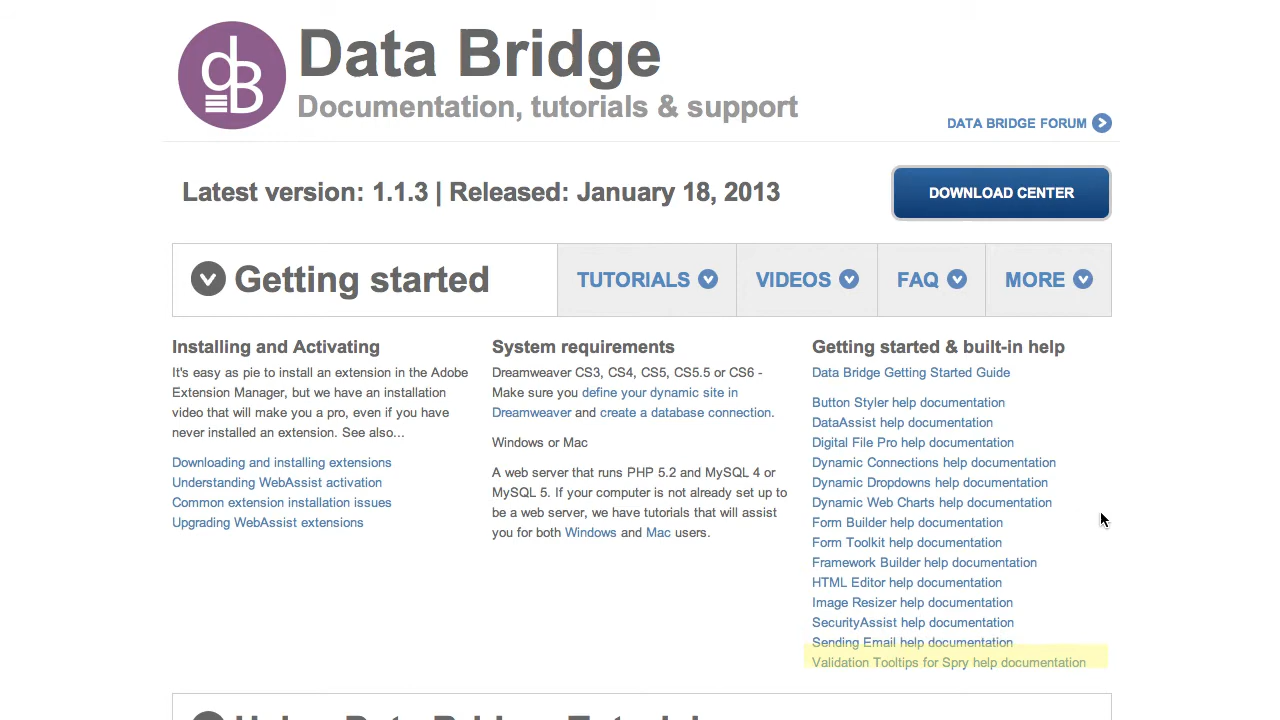 dB
Data Bridge
Documentation, tutorials & support
DATA BRIDGE FORUM
Latest version: 1.1.3 | Released: January 18, 2013
DOWNLOAD CENTER
Getting started
TUTORIALS
VIDEOS
FAQ
MORE
Installing and Activating
It's easy as pie to install an extension in the Adobe
Extension Manager, but we have an installation
video that will make you a pro, even if you have
never installed an extension. See also...
Downloading and installing extensions
Understanding WebAssist activation
Common extension installation issues
Upgrading WebAssist extensions
System requirements
Dreamweaver CS3, CS4, CS5, CS5.5 or CS6 -
Make sure you define your dynamic site in
Dreamweaver and create a database connection.
Windows or Mac
A web server that runs PHP 5.2 and MySQL 4 or
MySQL 5. If your computer is not already set up to
be a web server, we have tutorials that will assist
you for both Windows and Mac users.
Getting started & built-in help
Data Bridge Getting Started Guide
Button Styler help documentation
DataAssist help documentation
Digital File Pro help documentation
Dynamic Connections help documentation
Dynamic Dropdowns help documentation
Dynamic Web Charts help documentation
Form Builder help documentation
Form Toolkit help documentation
Framework Builder help documentation
HTML Editor help documentation
Image Resizer help documentation
SecurityAssist help documentation
Sending Email help documentation
Validation Tooltips for Spry help documentation